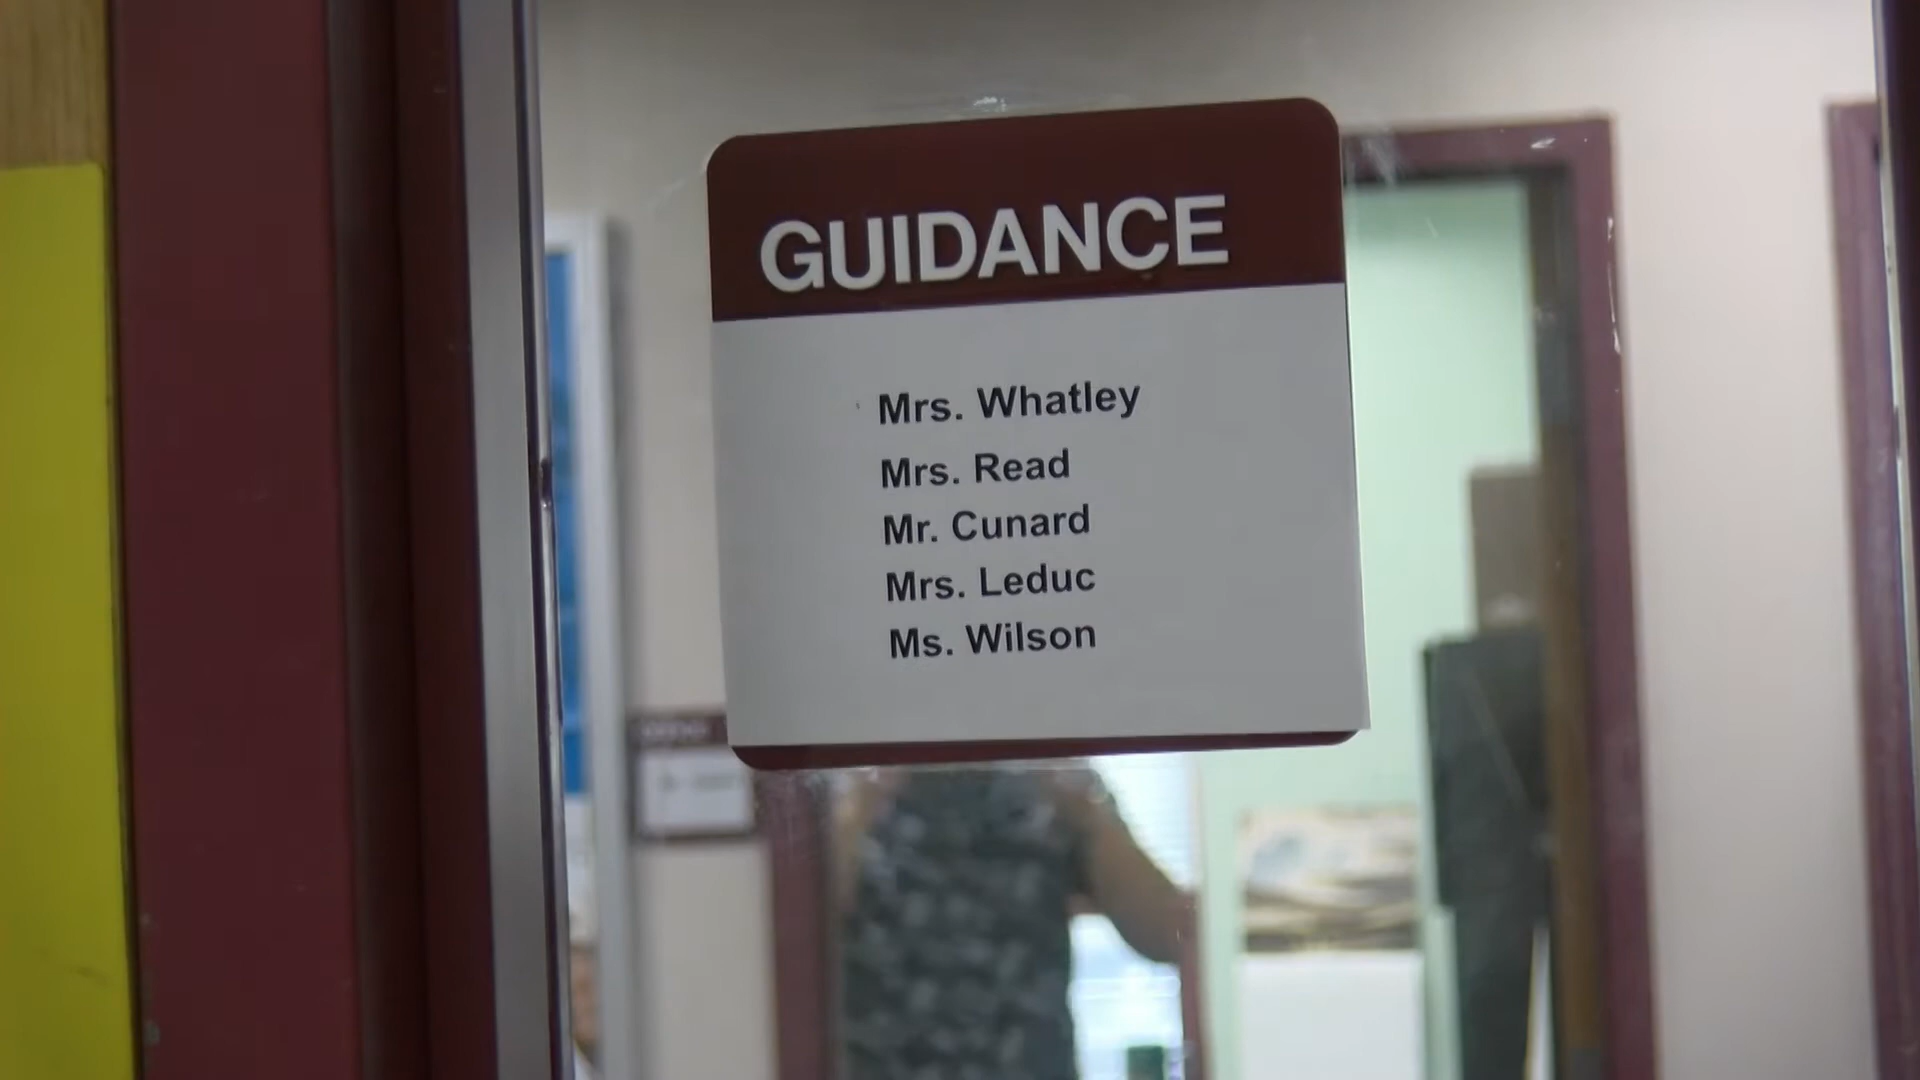 GUIDANCE
Mrs. Whatley
Mrs. Read
Mr. Cunard
Mrs. Leduc
Ms. Wilson